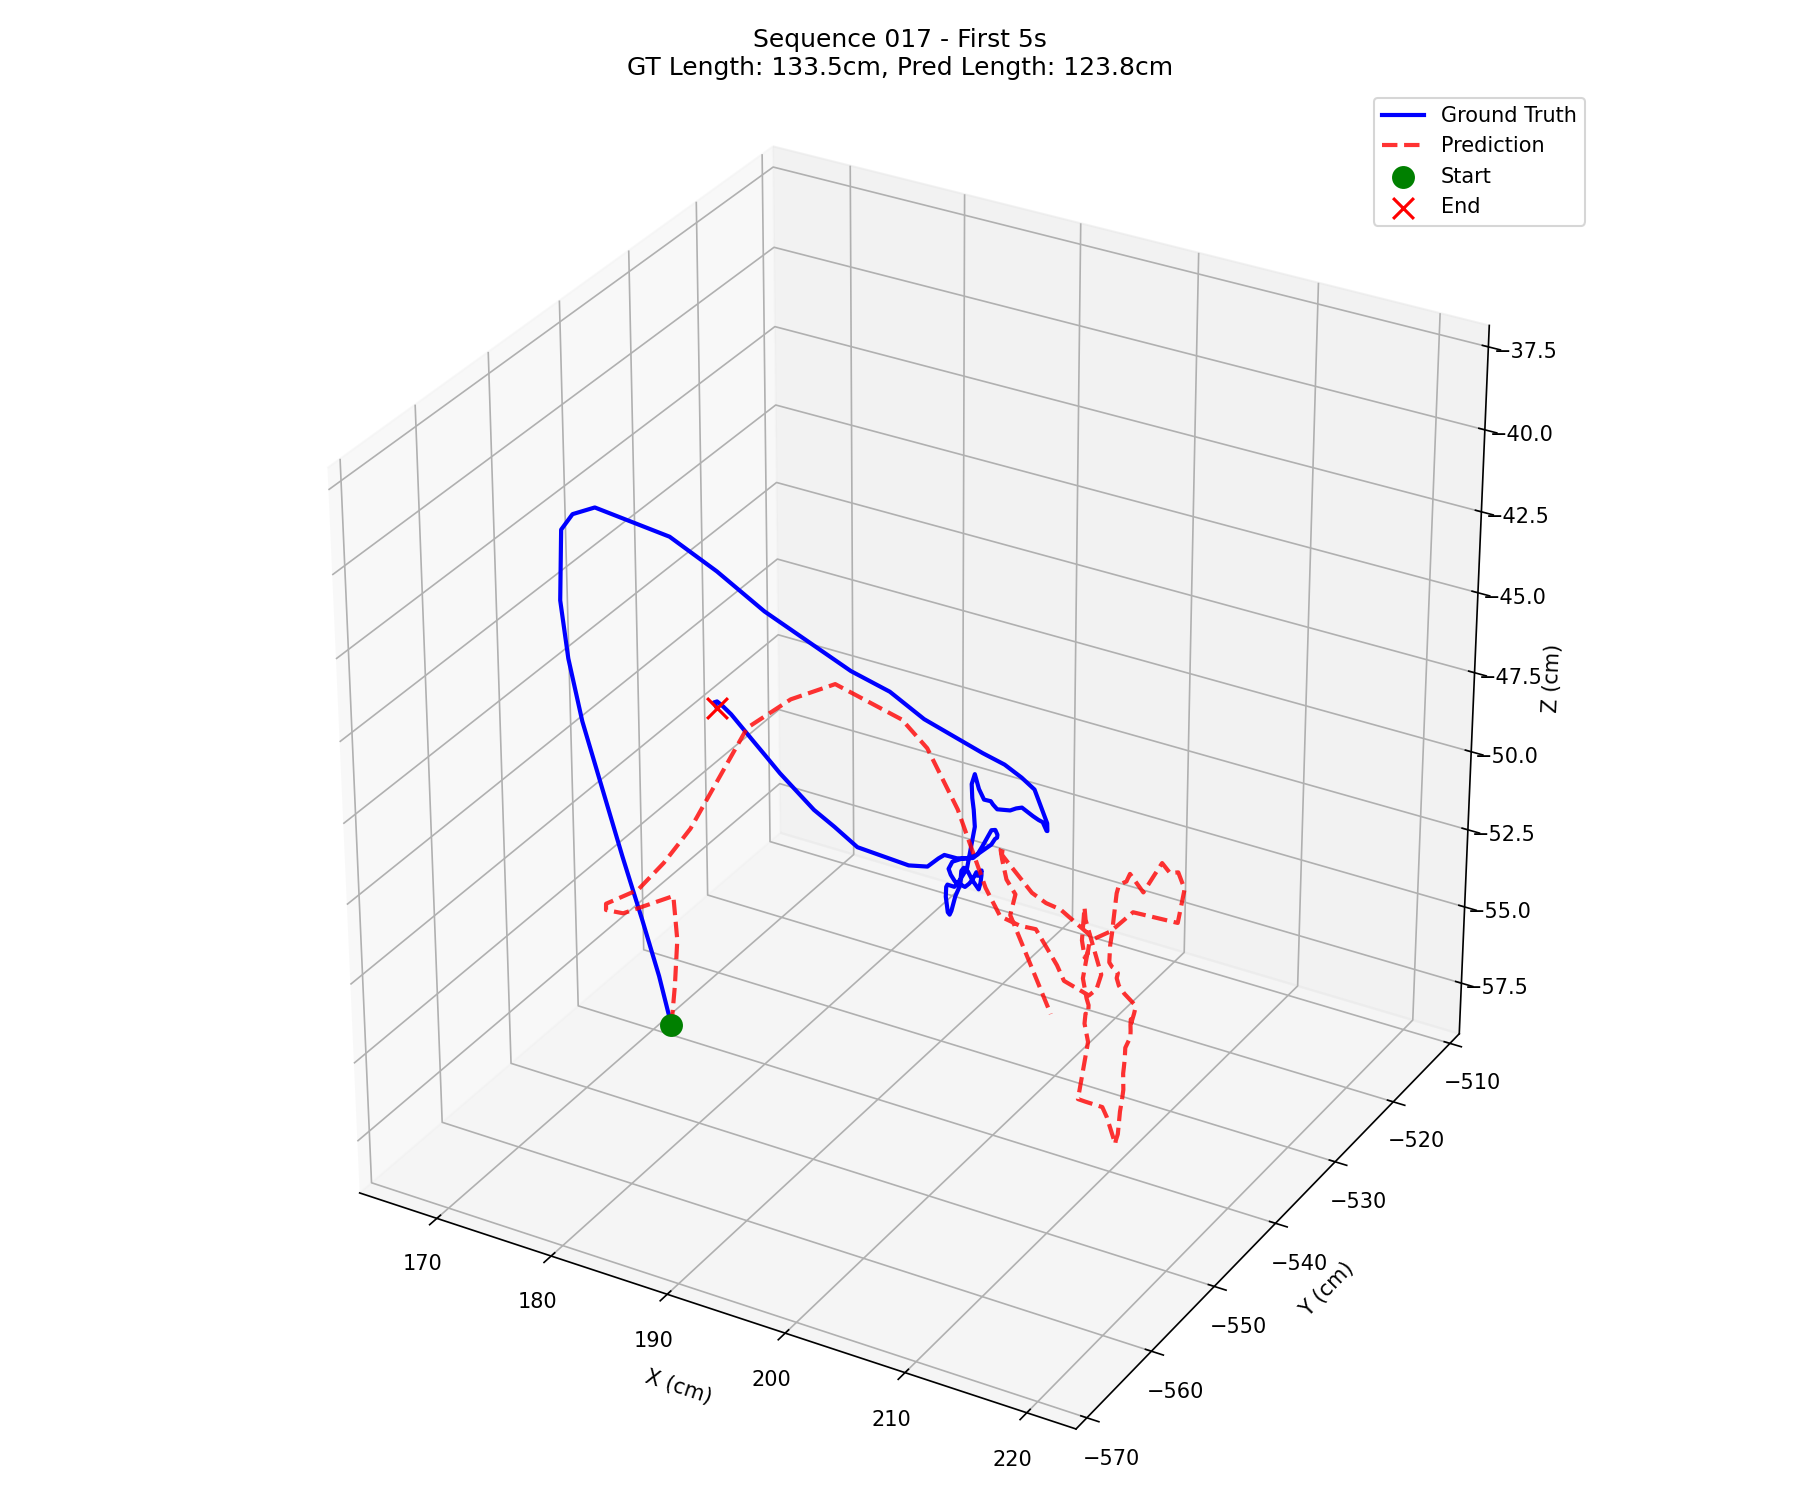 Sequence 017 - First 5s
GT Length: 133.5cm, Pred Length: 123.8cm
Ground Truth
Prediction
Start
End
−37.5
−40.0
−42.5
−45.0
−47.5
−50.0
−52.5
−55.0
−57.5
Z (cm)
−510
−520
−530
−540
−550
−560
−570
Y (cm)
170
180
190
200
210
220
X (cm)